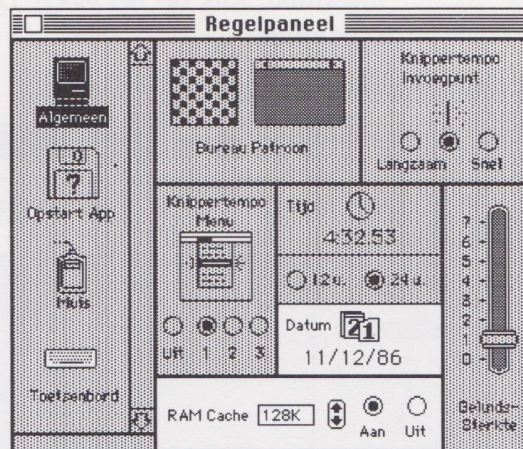 Regelpaneel
Algemeen
Opstart App
Muis
Toetsenbord
Bureau Patroon
Knippertempo
Invoegpunt
Langzaam Snel
Knippertempo
Menu
Uit 1 2 3
Tijd
4:32:53
12 u. 24 u.
Datum 21
11/12/86
RAM Cache 128K
Aan Uit
7
6
5
4
3
2
1
0
Geluids-
Sterkte